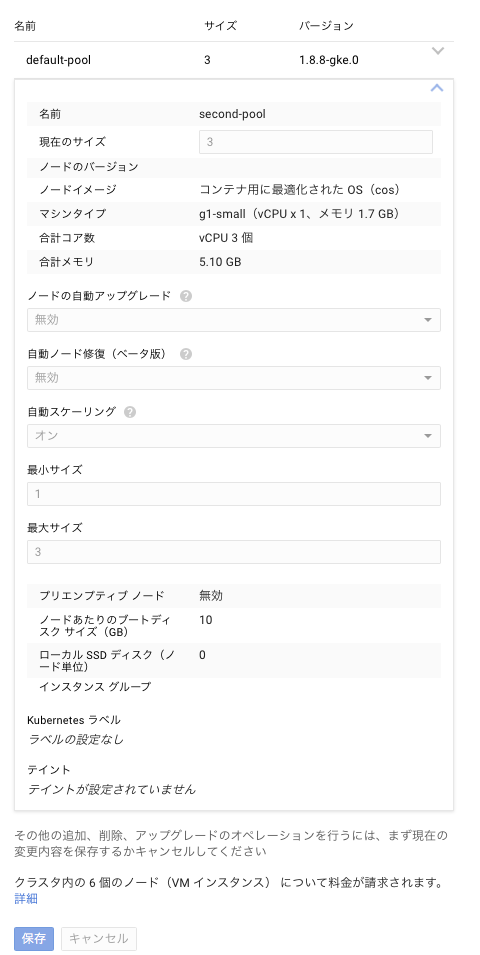 名前 サイズ バージョン
default-pool 3 1.8.8-gke.0
名前 second-pool
現在のサイズ 3
ノードのバージョン
ノードイメージ コンテナ用に最適化された OS（cos）
マシンタイプ g1-small（vCPU x 1、メモリ 1.7 GB）
合計コア数 vCPU 3 個
合計メモリ 5.10 GB
ノードの自動アップグレード ?
無効
自動ノード修復（ベータ版） ?
無効
自動スケーリング ?
オン
最小サイズ
1
最大サイズ
3
プリエンプティブ ノード 無効
ノードあたりのブートディ 10
スク サイズ（GB）
ローカル SSD ディスク（ノ 0
ード単位）
インスタンス グループ
Kubernetes ラベル
ラベルの設定なし
テイント
テイントが設定されていません
その他の追加、削除、アップグレードのオペレーションを行うには、まず現在の
変更内容を保存するかキャンセルしてください
クラスタ内の 6 個のノード（VM インスタンス） について料金が請求されます。
詳細
保存 キャンセル